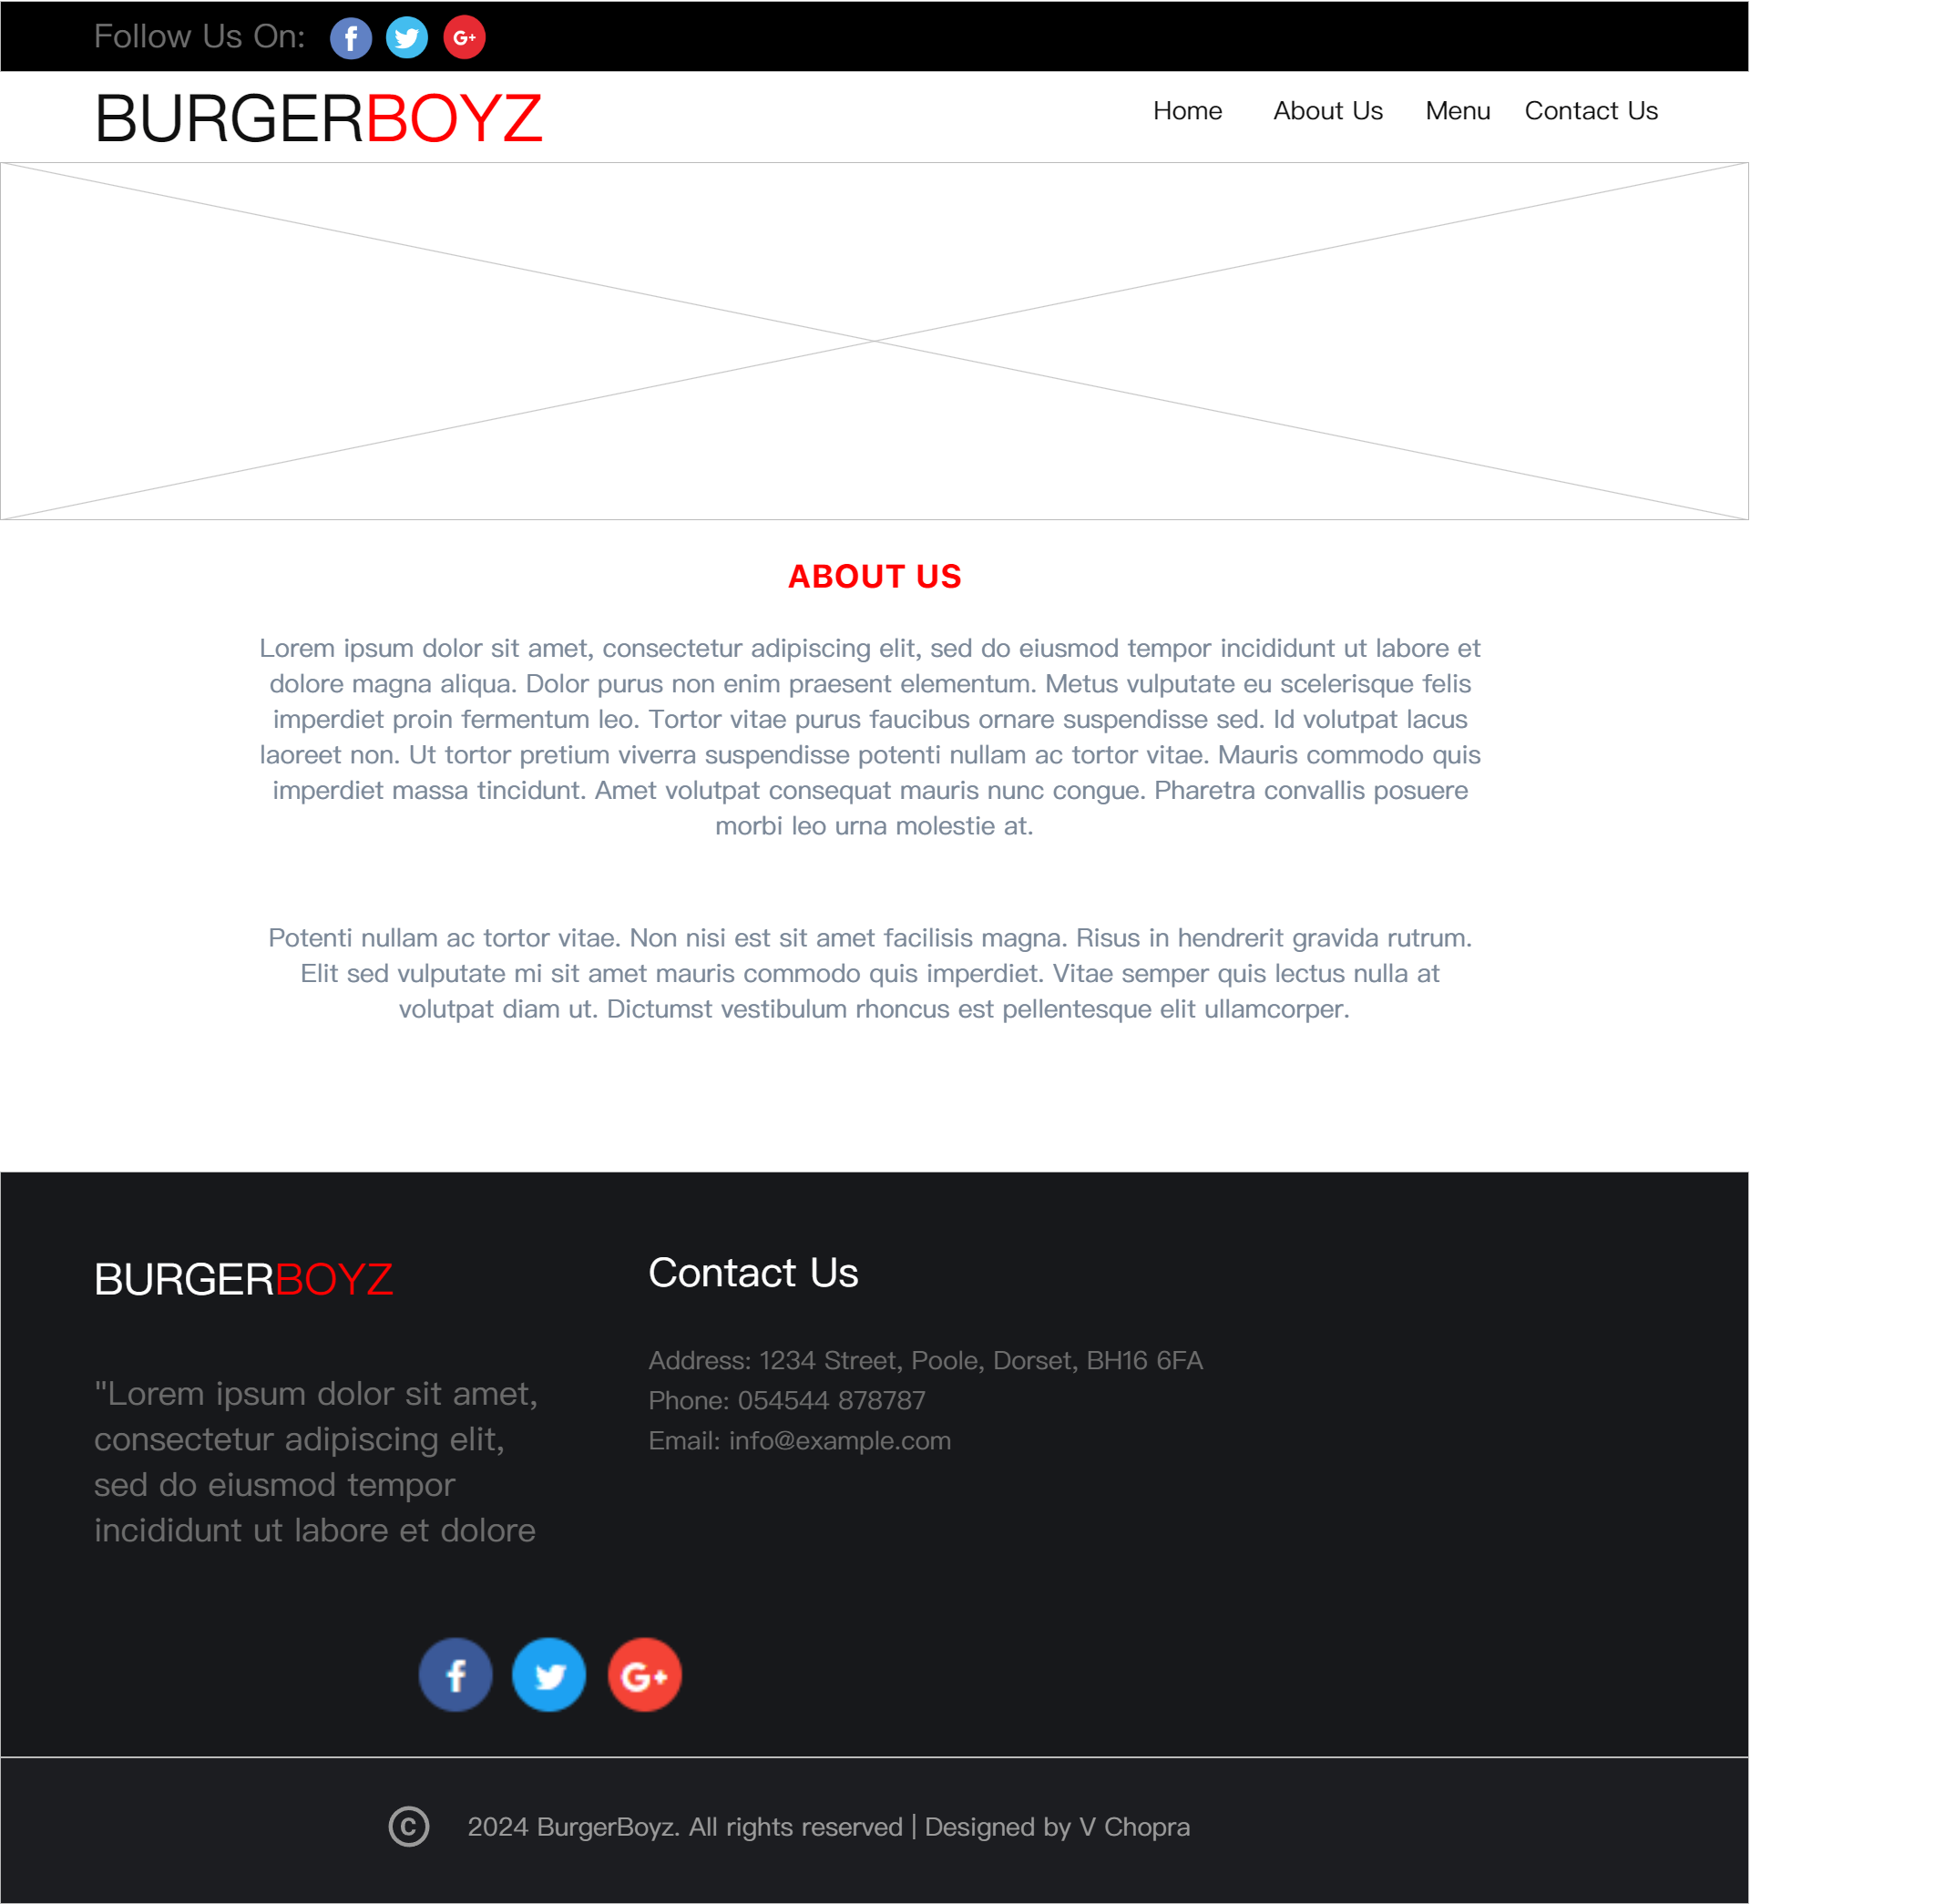 Follow Us On:
BURGERBOYZ
Home About Us Menu Contact Us
ABOUT US
Lorem ipsum dolor sit amet, consectetur adipiscing elit, sed do eiusmod tempor incididunt ut labore et
dolore magna aliqua. Dolor purus non enim praesent elementum. Metus vulputate eu scelerisque felis
imperdiet proin fermentum leo. Tortor vitae purus faucibus ornare suspendisse sed. Id volutpat lacus
laoreet non. Ut tortor pretium viverra suspendisse potenti nullam ac tortor vitae. Mauris commodo quis
imperdiet massa tincidunt. Amet volutpat consequat mauris nunc congue. Pharetra convallis posuere
morbi leo urna molestie at.
Potenti nullam ac tortor vitae. Non nisi est sit amet facilisis magna. Risus in hendrerit gravida rutrum.
Elit sed vulputate mi sit amet mauris commodo quis imperdiet. Vitae semper quis lectus nulla at
volutpat diam ut. Dictumst vestibulum rhoncus est pellentesque elit ullamcorper.
BURGERBOYZ
"Lorem ipsum dolor sit amet,
consectetur adipiscing elit,
sed do eiusmod tempor
incididunt ut labore et dolore
Contact Us
Address: 1234 Street, Poole, Dorset, BH16 6FA
Phone: 054544 878787
Email: info@example.com
© 2024 BurgerBoyz. All rights reserved | Designed by V Chopra